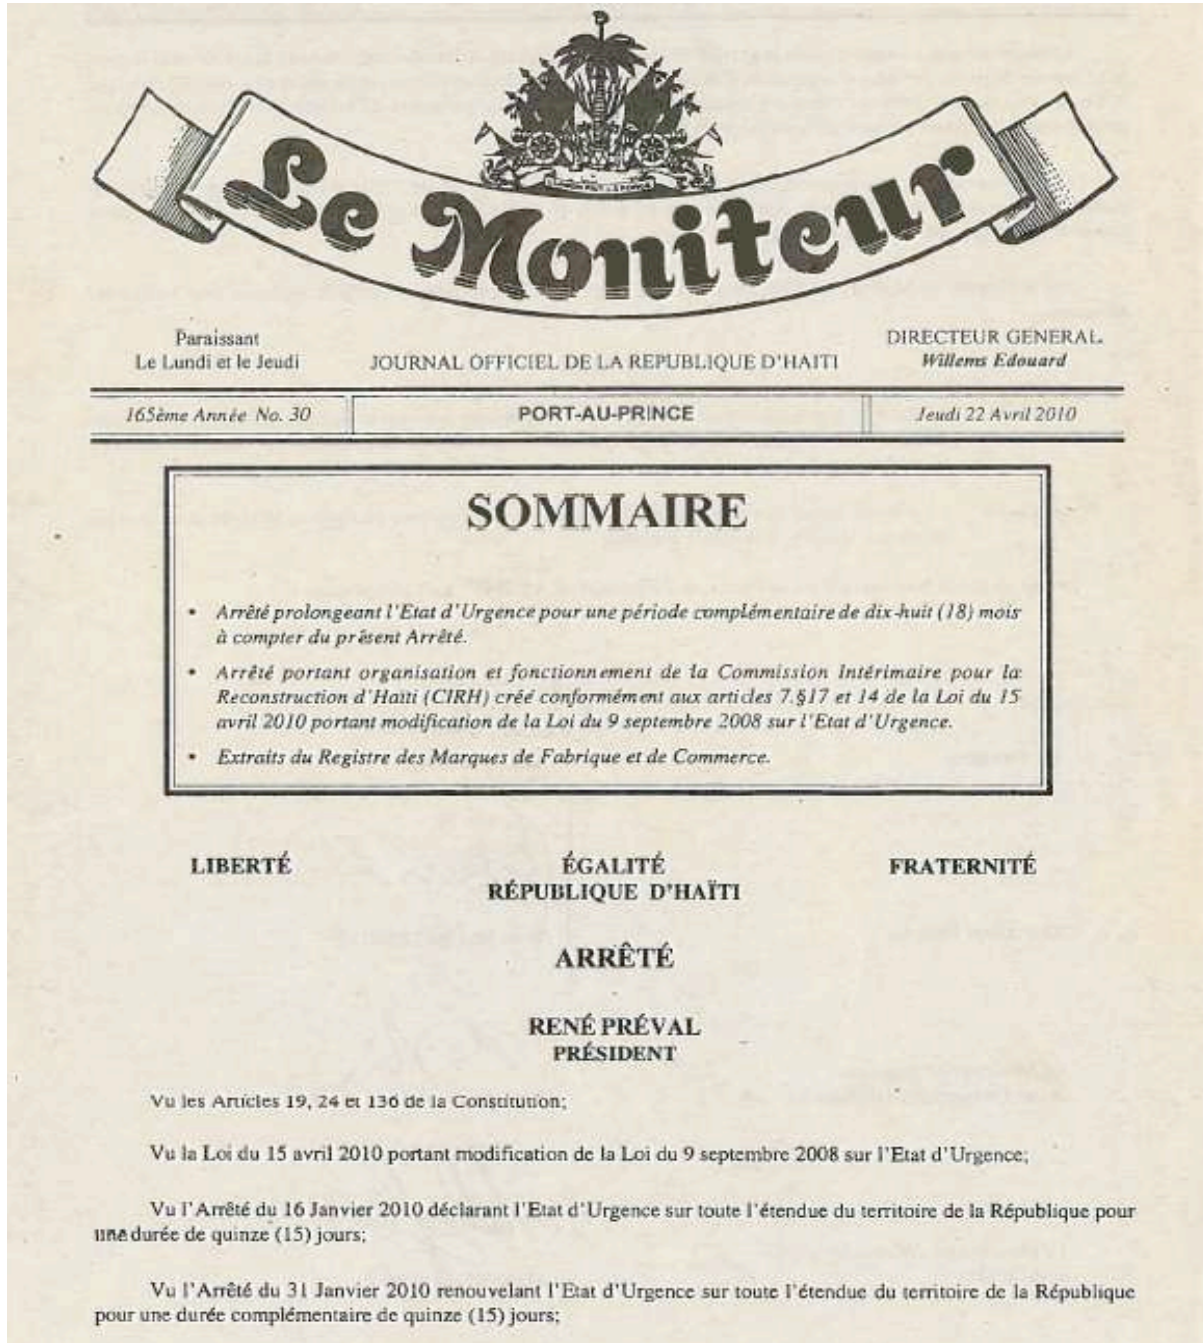 Le Moniteur
Paraissant
Le Lundi et le Jeudi
JOURNAL OFFICIEL DE LA REPUBLIQUE D'HAITI
DIRECTEUR GENERAL
Willems Edouard
165ème Année No. 30
PORT-AU-PRINCE
Jeudi 22 Avril 2010
SOMMAIRE
• Arrêté prolongeant l'Etat d'Urgence pour une période complémentaire de dix-huit (18) mois
à compter du présent Arrêté.
• Arrêté portant organisation et fonctionnement de la Commission Intérimaire pour la
Reconstruction d'Haïti (CIRH) créé conformément aux articles 7.§17 et 14 de la Loi du 15
avril 2010 portant modification de la Loi du 9 septembre 2008 sur l'Etat d'Urgence.
• Extraits du Registre des Marques de Fabrique et de Commerce.
LIBERTÉ ÉGALITÉ FRATERNITÉ
RÉPUBLIQUE D'HAÏTI
ARRÊTÉ
RENÉ PRÉVAL
PRÉSIDENT
Vu les Articles 19, 24 et 136 de la Constitution;
Vu la Loi du 15 avril 2010 portant modification de la Loi du 9 septembre 2008 sur l'Etat d'Urgence;
Vu l'Arrêté du 16 Janvier 2010 déclarant l'Etat d'Urgence sur toute l'étendue du territoire de la République pour
une durée de quinze (15) jours;
Vu l'Arrêté du 31 Janvier 2010 renouvelant l'Etat d'Urgence sur toute l'étendue du territoire de la République
pour une durée complémentaire de quinze (15) jours;